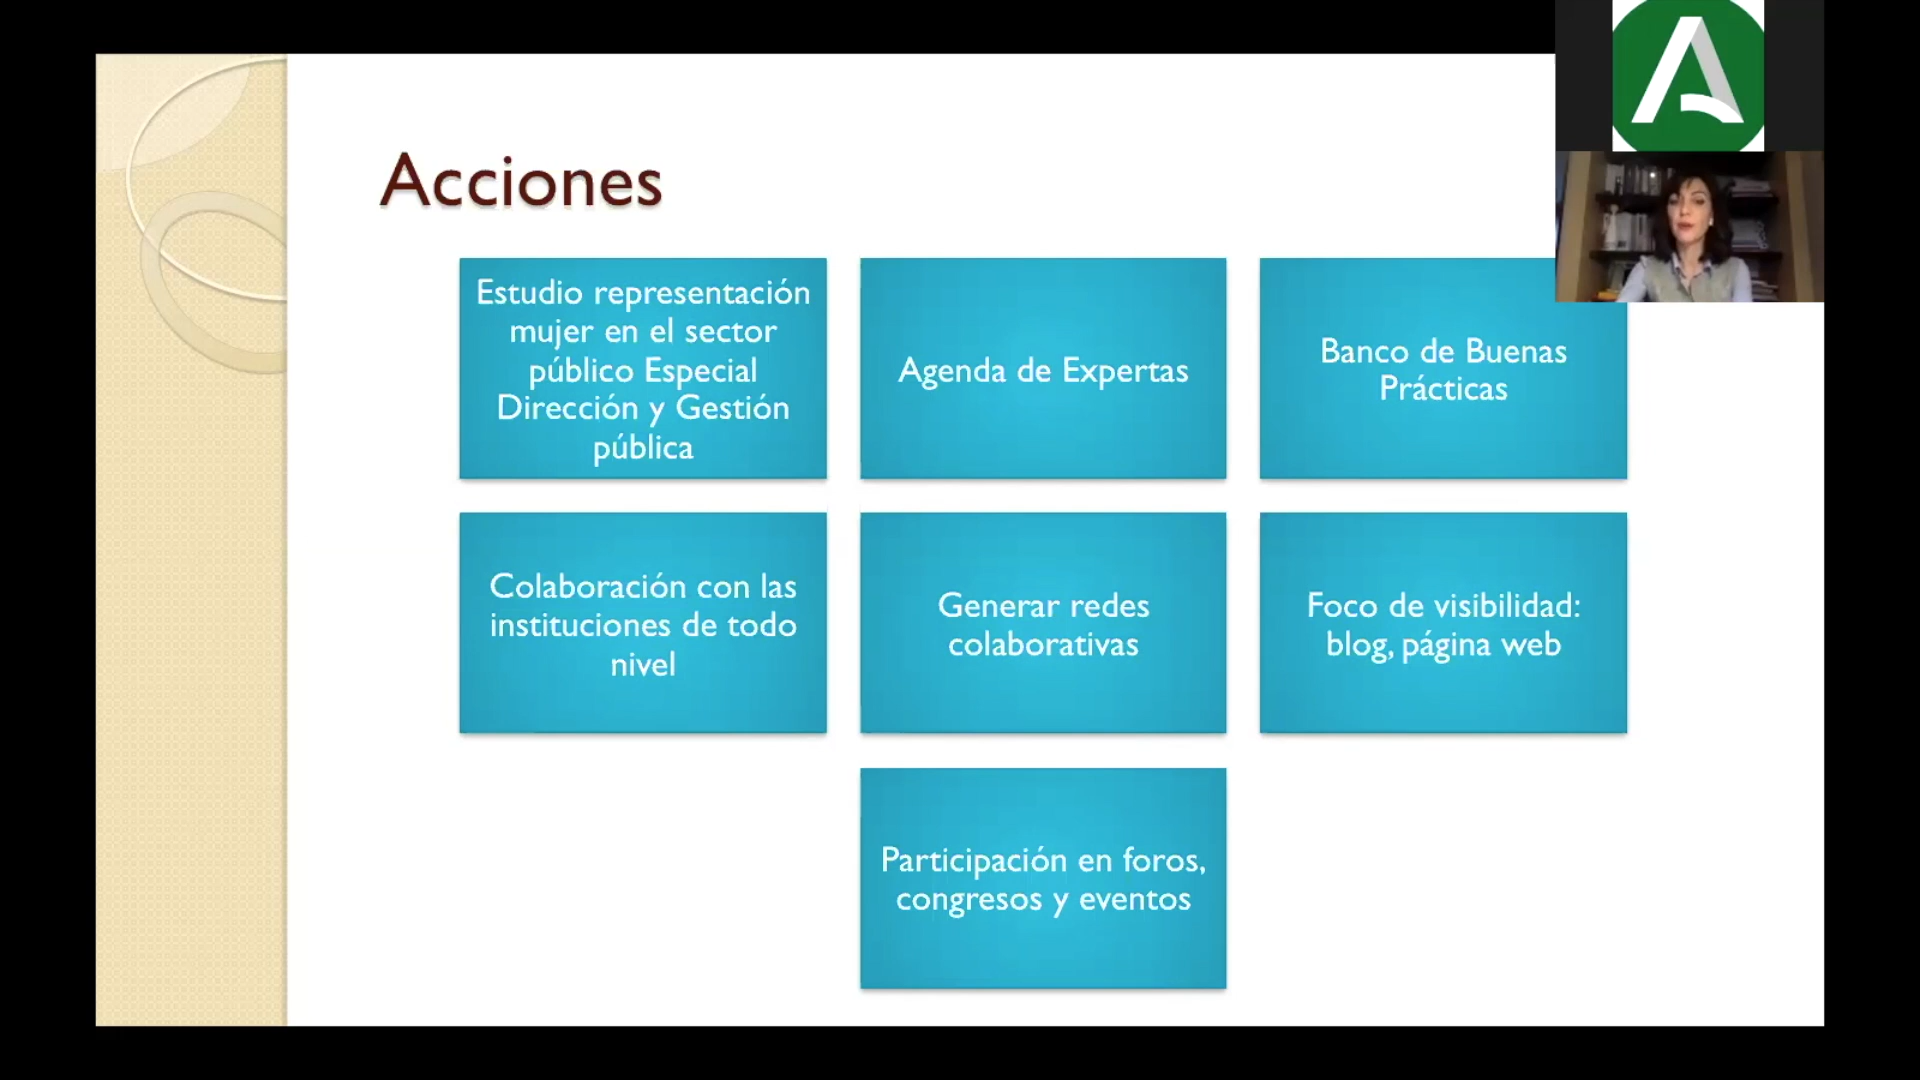 Acciones
Estudio representación
mujer en el sector
público Especial
Dirección y Gestión
pública
Agenda de Expertas
Banco de Buenas
Prácticas
Colaboración con las
instituciones de todo
nivel
Generar redes
colaborativas
Foco de visibilidad:
blog, página web
Participación en foros,
congresos y eventos